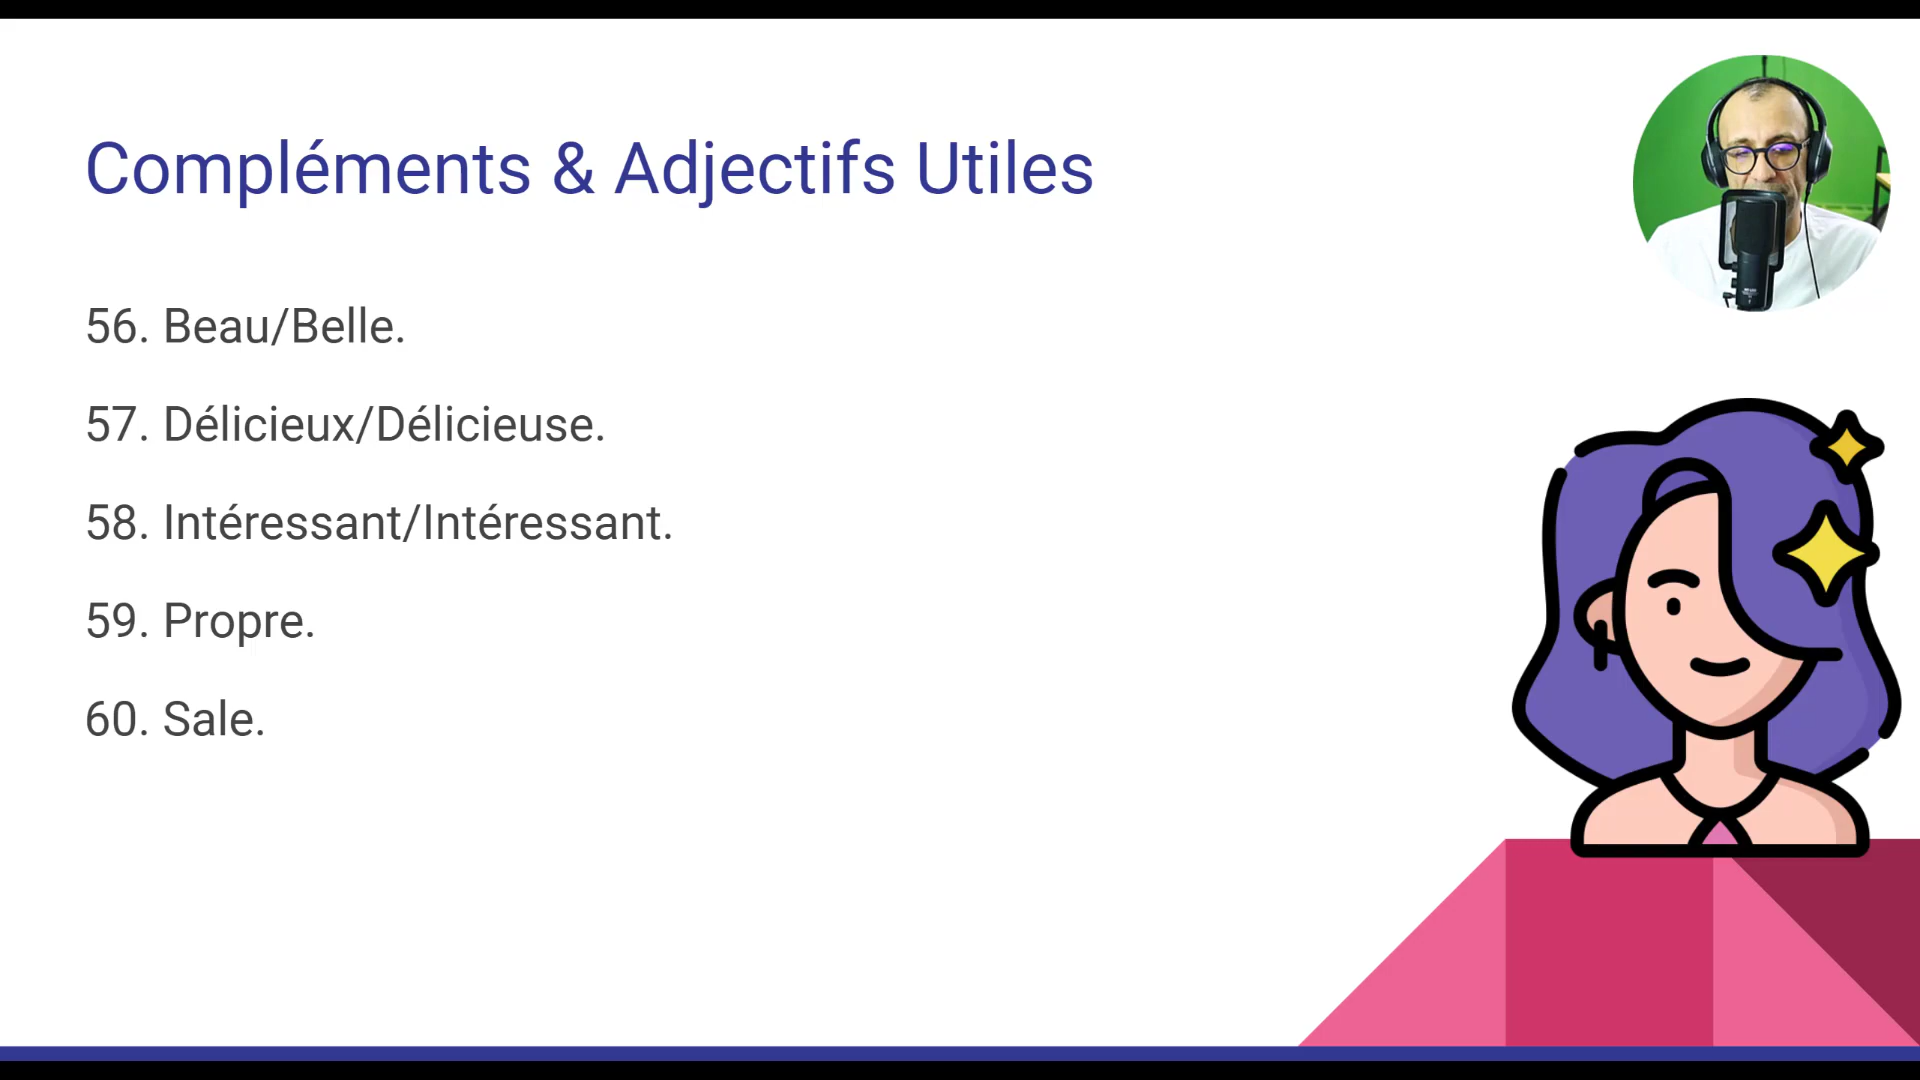 Compléments & Adjectifs Utiles
56. Beau/Belle.
57. Délicieux/Délicieuse.
58. Intéressant/Intéressant.
59. Propre.
60. Sale.